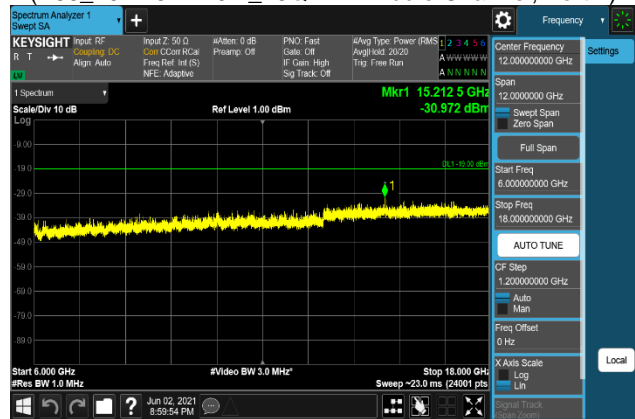 Spectrum Analyzer 1
Swept SA
Frequency
KEYSIGHT
R T
LV
Input: RF
Coupling: DC
Align: Auto
Input Z: 50 Ω
Corr CCorr RCal
Freq Ref: Int (S)
NFE: Adaptive
#Atten: 0 dB
Preamp: Off
PNO: Fast
Gate: Off
IF Gain: High
Sig Track: Off
#Avg Type: Power (RMS
Avg|Hold: 20/20
Trig: Free Run
1 2 3 4 5 6
A W W W W W
A N N N N N
1 Spectrum
Scale/Div 10 dB
Log
Ref Level 1.00 dBm
Mkr1 15.212 5 GHz
-30.972 dBm
-9.00
-19.0
-29.0
-39.0
-49.0
-59.0
-69.0
-79.0
-89.0
DL1 -19.00 dBm
1
Start 6.000 GHz
#Res BW 1.0 MHz
#Video BW 3.0 MHz*
Stop 18.000 GHz
Sweep ~23.0 ms (24001 pts
?
Jun 02, 2021
8:59:54 PM
Center Frequency
12.000000000 GHz
Settings
Span
12.0000000 GHz
Swept Span
Zero Span
Full Span
Start Freq
6.000000000 GHz
Stop Freq
18.000000000 GHz
AUTO TUNE
CF Step
1.200000000 GHz
Auto
Man
Freq Offset
0 Hz
X Axis Scale
Log
Lin
Local
Signal Track
(Span Zoom)